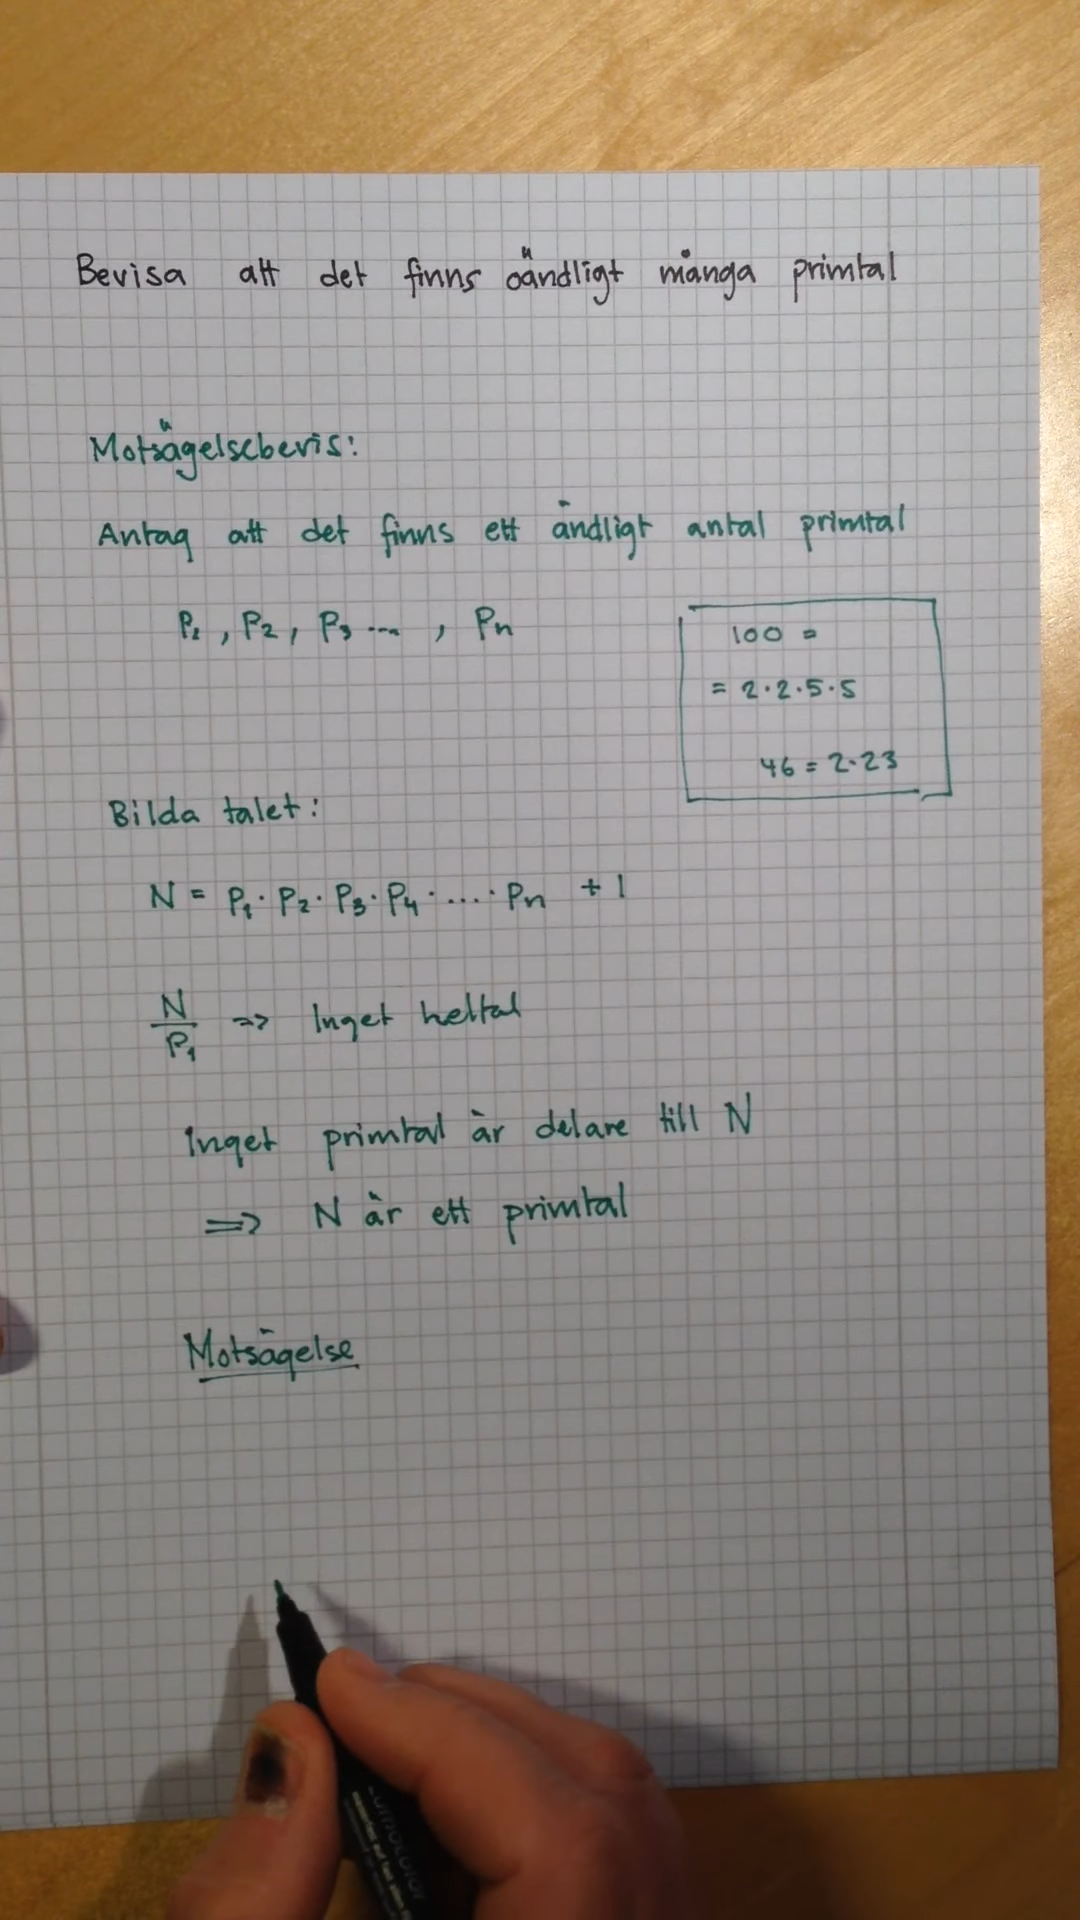 Bevisa att det finns oändligt många primtal
Motsägelsebevis:
Antag att det finns ett ändligt antal primtal
P₁, P₂, P₃ ..., Pn
100 =
= 2·2·5·5
46 = 2·23
Bilda talet:
N = P₁·P₂·P₃·P₄·...·Pn + 1
N/P₁ => Inget heltal
Inget primtal är delare till N
=> N är ett primtal
Motsägelse
Lumocolor